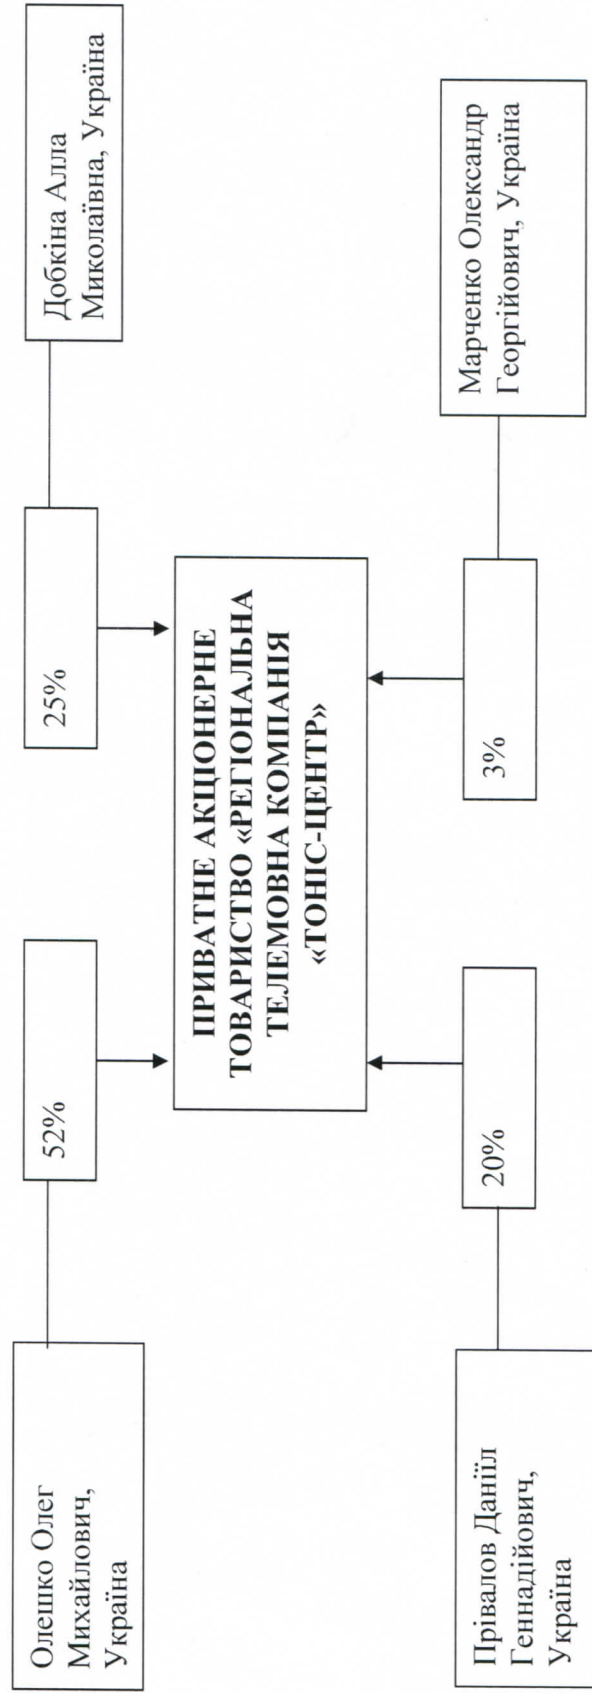 Олешко Олег
Михайлович,
Україна
52%
25%
Добкіна Алла
Миколаївна, Україна
ПРИВАТНЕ АКЦІОНЕРНЕ
ТОВАРИСТВО «РЕГІОНАЛЬНА
ТЕЛЕМОВНА КОМПАНІЯ
«ТОНІС-ЦЕНТР»
Прівалов Данііл
Геннадійович,
Україна
20%
3%
Марченко Олександр
Георгійович, Україна